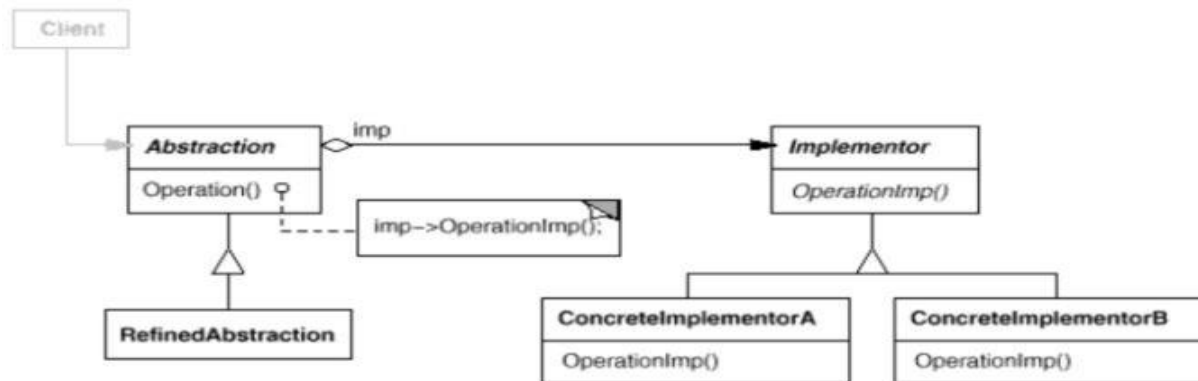 Client
Abstraction
imp
Implementor
Operation()
OperationImp()
imp->OperationImp();
RefinedAbstraction
ConcreteImplementorA
ConcreteImplementorB
OperationImp()
OperationImp()